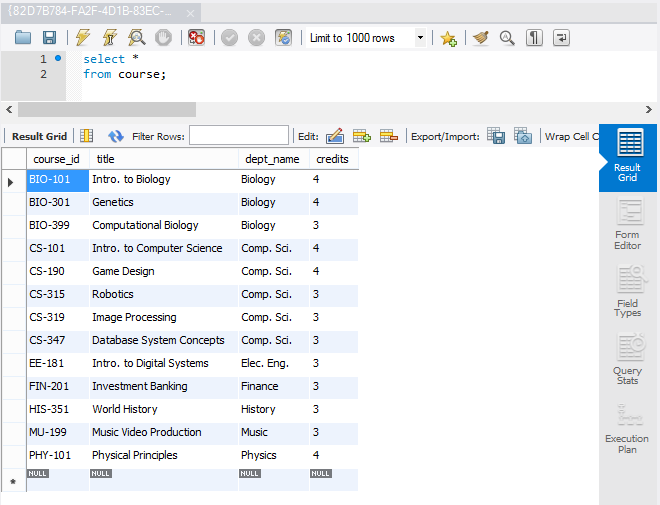 {82D7B784-FA2F-4D1B-83EC-...
Limit to 1000 rows
1 select *
2 from course;
Result Grid Filter Rows: Edit: Export/Import: Wrap Cell C
course_id title dept_name credits
BIO-101 Intro. to Biology Biology 4
BIO-301 Genetics Biology 4
BIO-399 Computational Biology Biology 3
CS-101 Intro. to Computer Science Comp. Sci. 4
CS-190 Game Design Comp. Sci. 4
CS-315 Robotics Comp. Sci. 3
CS-319 Image Processing Comp. Sci. 3
CS-347 Database System Concepts Comp. Sci. 3
EE-181 Intro. to Digital Systems Elec. Eng. 3
FIN-201 Investment Banking Finance 3
HIS-351 World History History 3
MU-199 Music Video Production Music 3
PHY-101 Physical Principles Physics 4
NULL NULL NULL NULL
Result
Grid
Form
Editor
Field
Types
Query
Stats
Execution
Plan